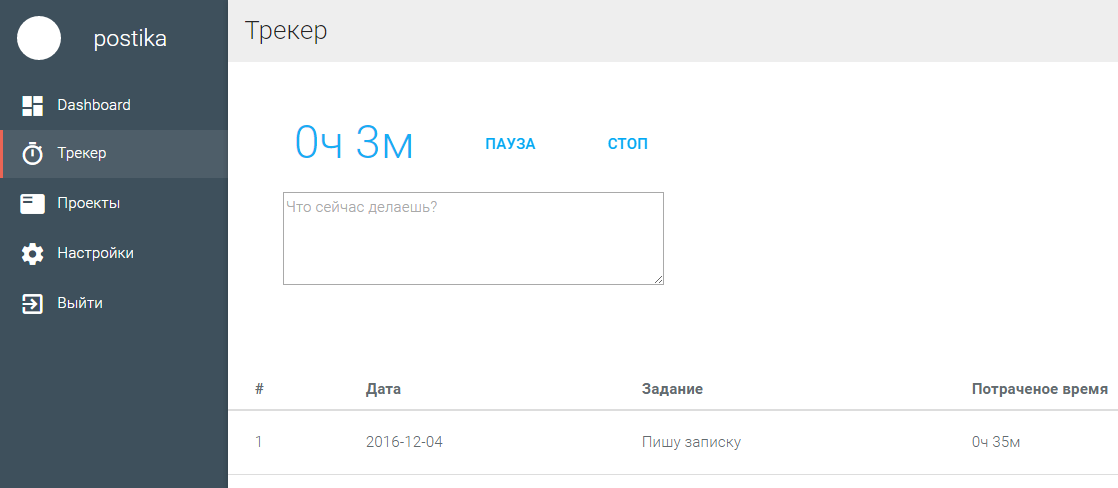 postika
Dashboard
Трекер
Проекты
Настройки
Выйти
Трекер
0ч 3м ПАУЗА СТОП
Что сейчас делаешь?
# Дата Задание Потраченое время
1 2016-12-04 Пишу записку 0ч 35м